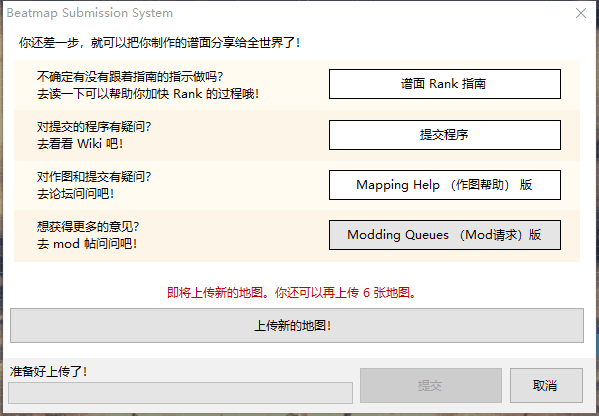 Beatmap Submission System
你还差一步，就可以把你制作的谱面分享给全世界了！
不确定有没有跟着指南的指示做吗？
去读一下可以帮助你加快 Rank 的过程哦！
谱面 Rank 指南
对提交的程序有疑问？
去看看 Wiki 吧！
提交程序
对作图和提交有疑问？
去论坛问问吧！
Mapping Help （作图帮助） 版
想获得更多的意见？
去 mod 帖问问吧！
Modding Queues （Mod请求）版
即将上传新的地图。你还可以再上传 6 张地图。
上传新的地图！
准备好上传了！
提交
取消